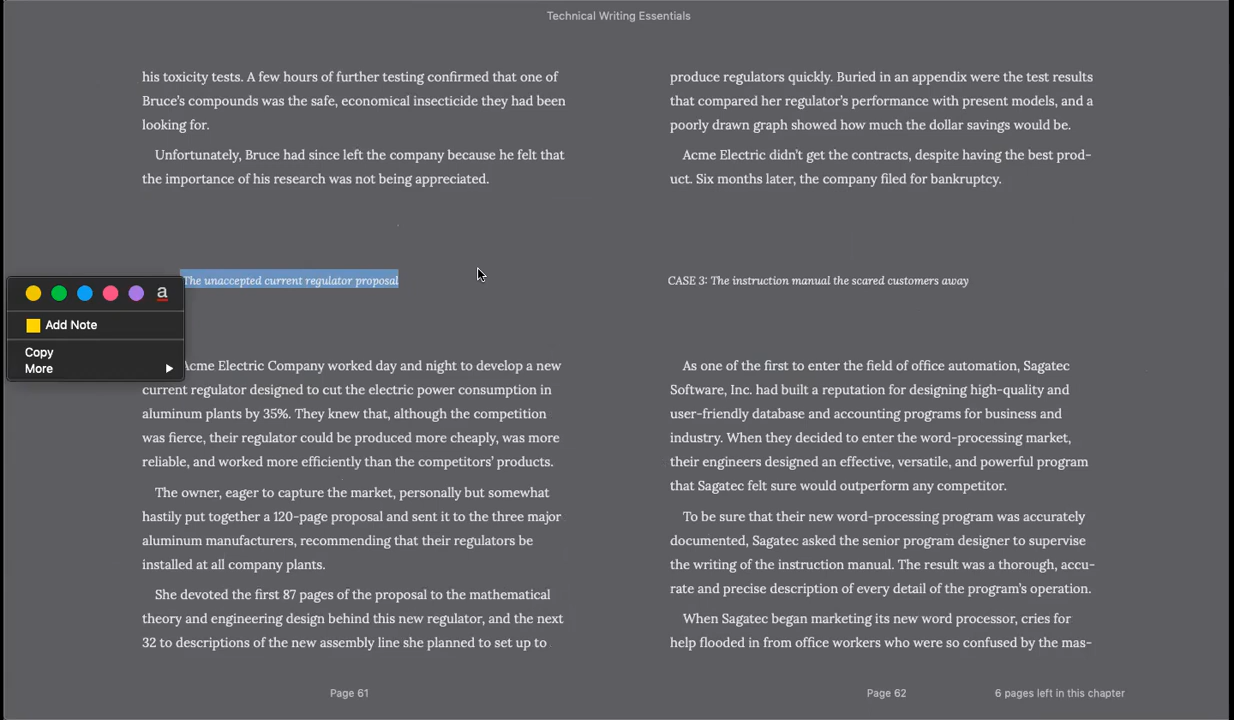 Technical Writing Essentials
his toxicity tests. A few hours of further testing confirmed that one of
Bruce's compounds was the safe, economical insecticide they had been
looking for.
Unfortunately, Bruce had since left the company because he felt that
the importance of his research was not being appreciated.
The unaccepted current regulator proposal
a
Add Note
Copy
More
Acme Electric Company worked day and night to develop a new
current regulator designed to cut the electric power consumption in
aluminum plants by 35%. They knew that, although the competition
was fierce, their regulator could be produced more cheaply, was more
reliable, and worked more efficiently than the competitors' products.
The owner, eager to capture the market, personally but somewhat
hastily put together a 120-page proposal and sent it to the three major
aluminum manufacturers, recommending that their regulators be
installed at all company plants.
She devoted the first 87 pages of the proposal to the mathematical
theory and engineering design behind this new regulator, and the next
32 to descriptions of the new assembly line she planned to set up to
Page 61
produce regulators quickly. Buried in an appendix were the test results
that compared her regulator's performance with present models, and a
poorly drawn graph showed how much the dollar savings would be.
Acme Electric didn't get the contracts, despite having the best prod-
uct. Six months later, the company filed for bankruptcy.
CASE 3: The instruction manual the scared customers away
As one of the first to enter the field of office automation, Sagatec
Software, Inc. had built a reputation for designing high-quality and
user-friendly database and accounting programs for business and
industry. When they decided to enter the word-processing market,
their engineers designed an effective, versatile, and powerful program
that Sagatec felt sure would outperform any competitor.
To be sure that their new word-processing program was accurately
documented, Sagatec asked the senior program designer to supervise
the writing of the instruction manual. The result was a thorough, accu-
rate and precise description of every detail of the program's operation.
When Sagatec began marketing its new word processor, cries for
help flooded in from office workers who were so confused by the mas-
Page 62
6 pages left in this chapter